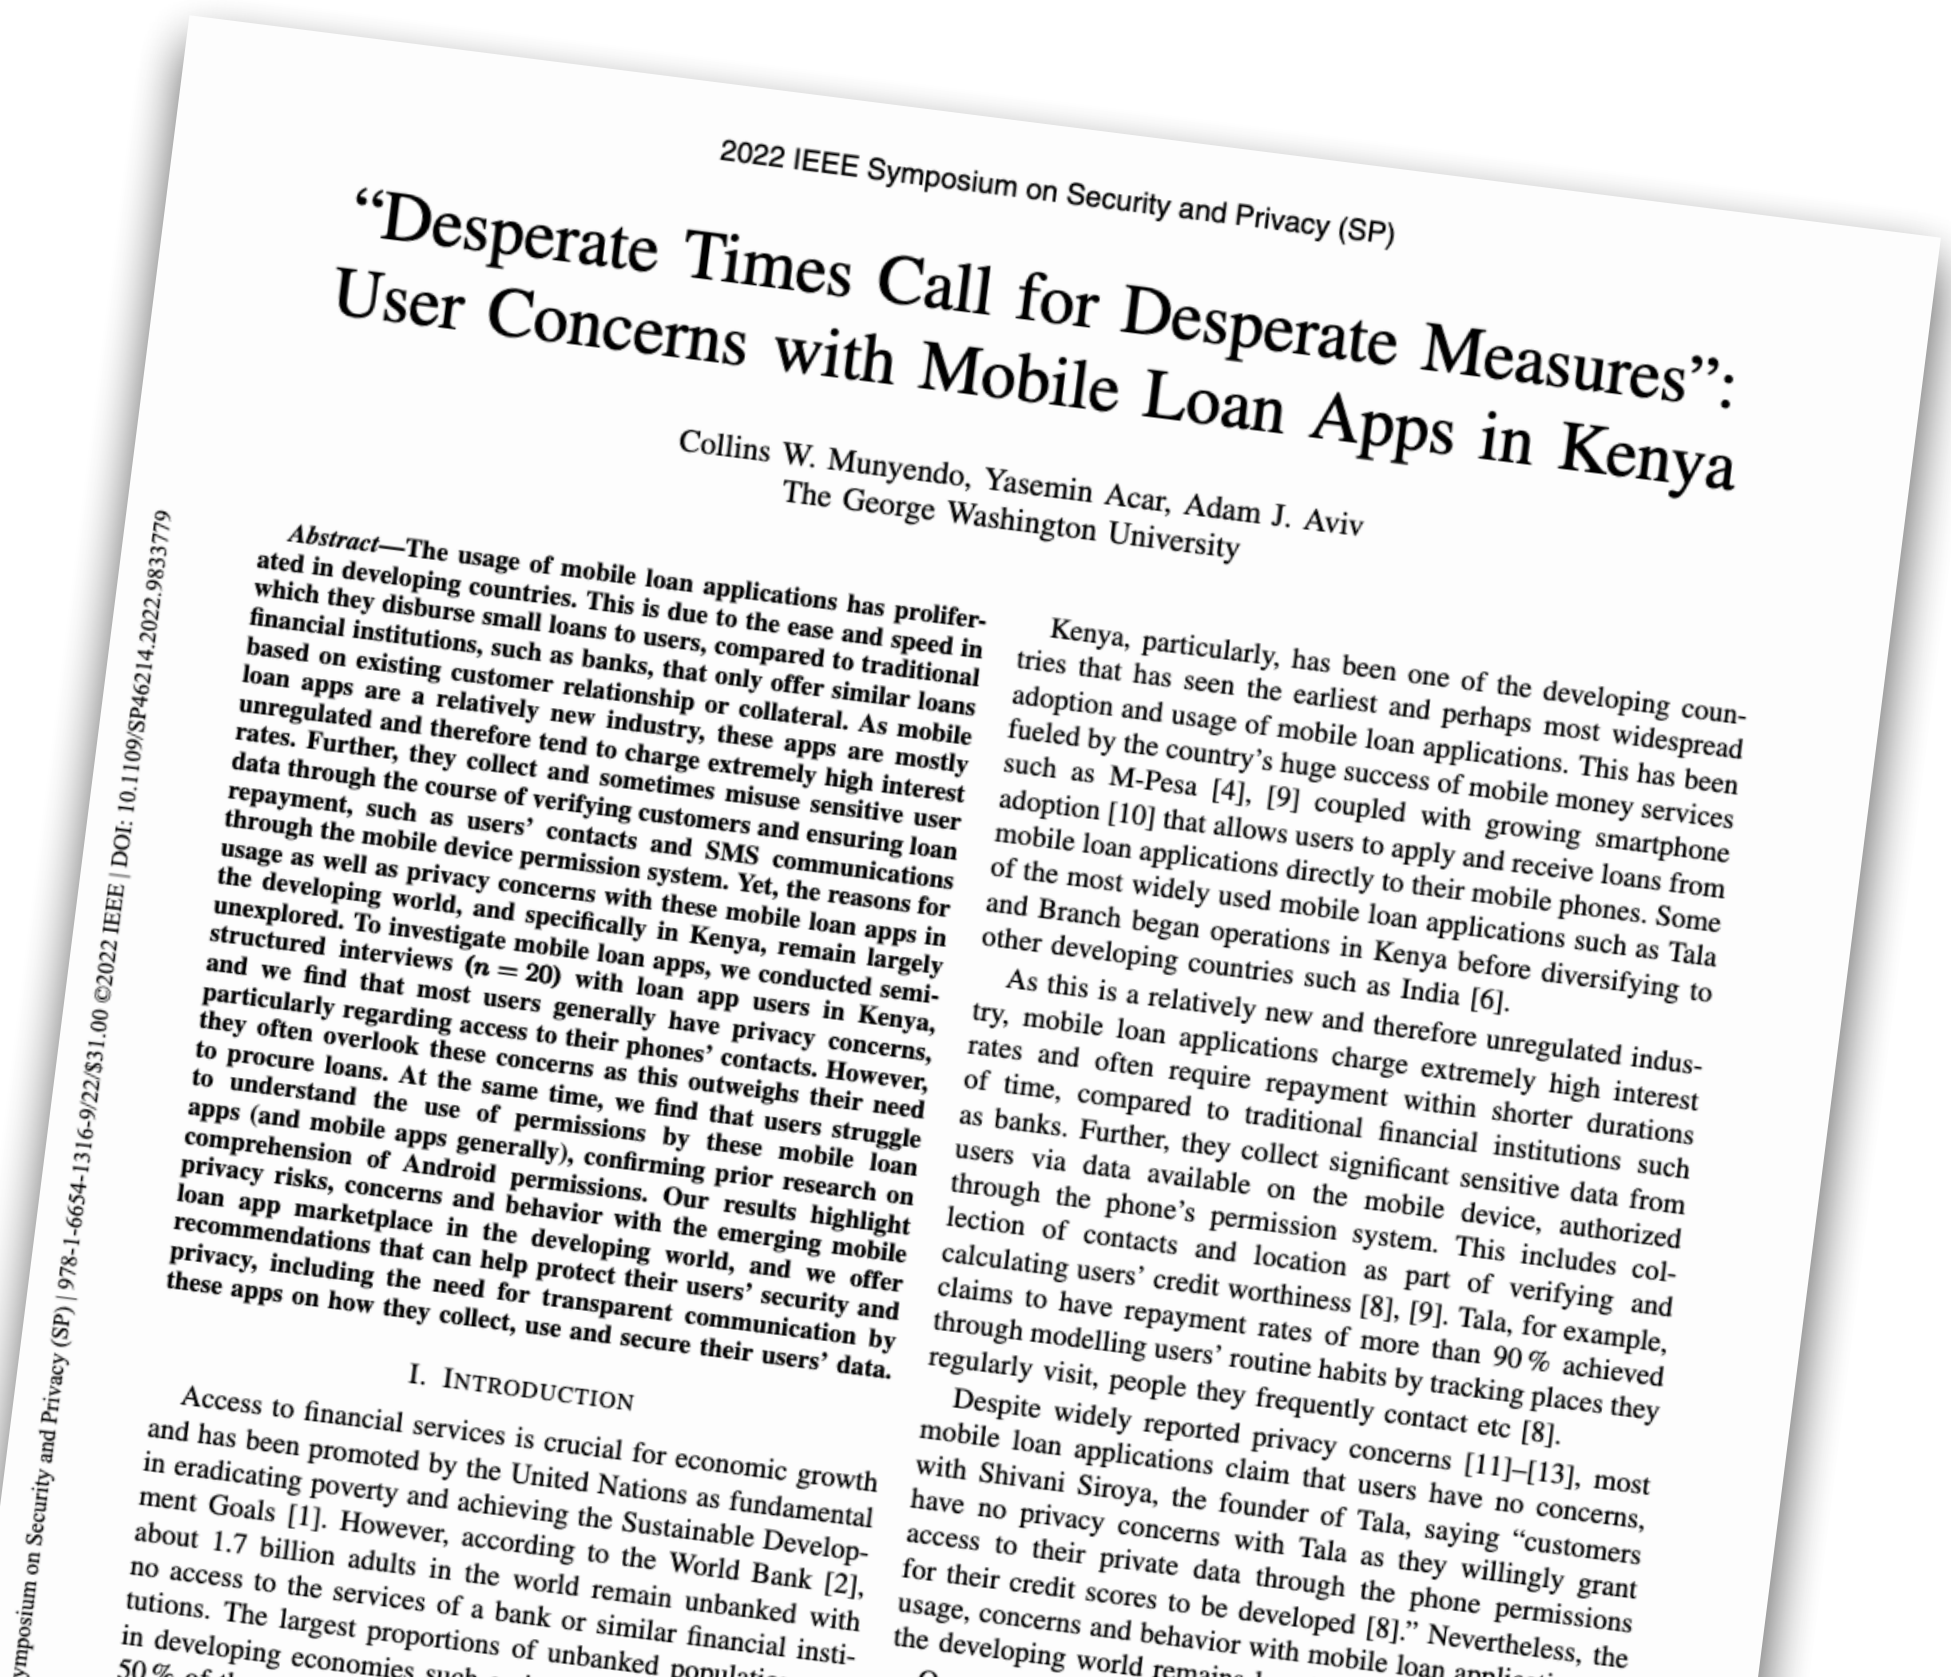 2022 IEEE Symposium on Security and Privacy (SP)
“Desperate Times Call for Desperate Measures”:
User Concerns with Mobile Loan Apps in Kenya
Collins W. Munyendo, Yasemin Acar, Adam J. Aviv
The George Washington University
Abstract—The usage of mobile loan applications has prolifer-
ated in developing countries. This is due to the ease and speed in
which they disburse small loans to users, compared to traditional
financial institutions, such as banks, that only offer similar loans
based on existing customer relationship or collateral. As mobile
loan apps are a relatively new industry, these apps are mostly
unregulated and therefore tend to charge extremely high interest
rates. Further, they collect and sometimes misuse sensitive user
data through the course of verifying customers and ensuring loan
repayment, such as users’ contacts and SMS communications
through the mobile device permission system. Yet, the reasons for
usage as well as privacy concerns with these mobile loan apps in
the developing world, and specifically in Kenya, remain largely
unexplored. To investigate mobile loan apps, we conducted semi-
structured interviews (n = 20) with loan app users in Kenya,
and we find that most users generally have privacy concerns,
particularly regarding access to their phones’ contacts. However,
they often overlook these concerns as this outweighs their need
to procure loans. At the same time, we find that users struggle
to understand the use of permissions by these mobile loan
apps (and mobile apps generally), confirming prior research on
comprehension of Android permissions. Our results highlight
privacy risks, concerns and behavior with the emerging mobile
loan app marketplace in the developing world, and we offer
recommendations that can help protect their users’ security and
privacy, including the need for transparent communication by
these apps on how they collect, use and secure their users’ data.
I. INTRODUCTION
Access to financial services is crucial for economic growth
and has been promoted by the United Nations as fundamental
in eradicating poverty and achieving the Sustainable Develop-
ment Goals [1]. However, according to the World Bank [2],
about 1.7 billion adults in the world remain unbanked with
no access to the services of a bank or similar financial insti-
tutions. The largest proportions of unbanked
in developing economies such
50 % of
Kenya, particularly, has been one of the developing coun-
tries that has seen the earliest and perhaps most widespread
adoption and usage of mobile loan applications. This has been
fueled by the country’s huge success of mobile money services
such as M-Pesa [4], [9] coupled with growing smartphone
adoption [10] that allows users to apply and receive loans from
mobile loan applications directly to their mobile phones. Some
of the most widely used mobile loan applications such as Tala
and Branch began operations in Kenya before diversifying to
other developing countries such as India [6].
As this is a relatively new and therefore unregulated indus-
try, mobile loan applications charge extremely high interest
rates and often require repayment within shorter durations
of time, compared to traditional financial institutions such
as banks. Further, they collect significant sensitive data from
users via data available on the mobile device, authorized
through the phone’s permission system. This includes col-
lection of contacts and location as part of verifying and
calculating users’ credit worthiness [8], [9]. Tala, for example,
claims to have repayment rates of more than 90 % achieved
through modelling users’ routine habits by tracking places they
regularly visit, people they frequently contact etc [8].
Despite widely reported privacy concerns [11]–[13], most
mobile loan applications claim that users have no concerns,
with Shivani Siroya, the founder of Tala, saying “customers
have no privacy concerns with Tala as they willingly grant
access to their private data through the phone permissions
for their credit scores to be developed [8].” Nevertheless, the
usage, concerns and behavior with mobile loan
the developing world
ymposium on Security and Privacy (SP) | 978-1-6654-1316-9/22/$31.00 ©2022 IEEE | DOI: 10.1109/SP46214.2022.9833779